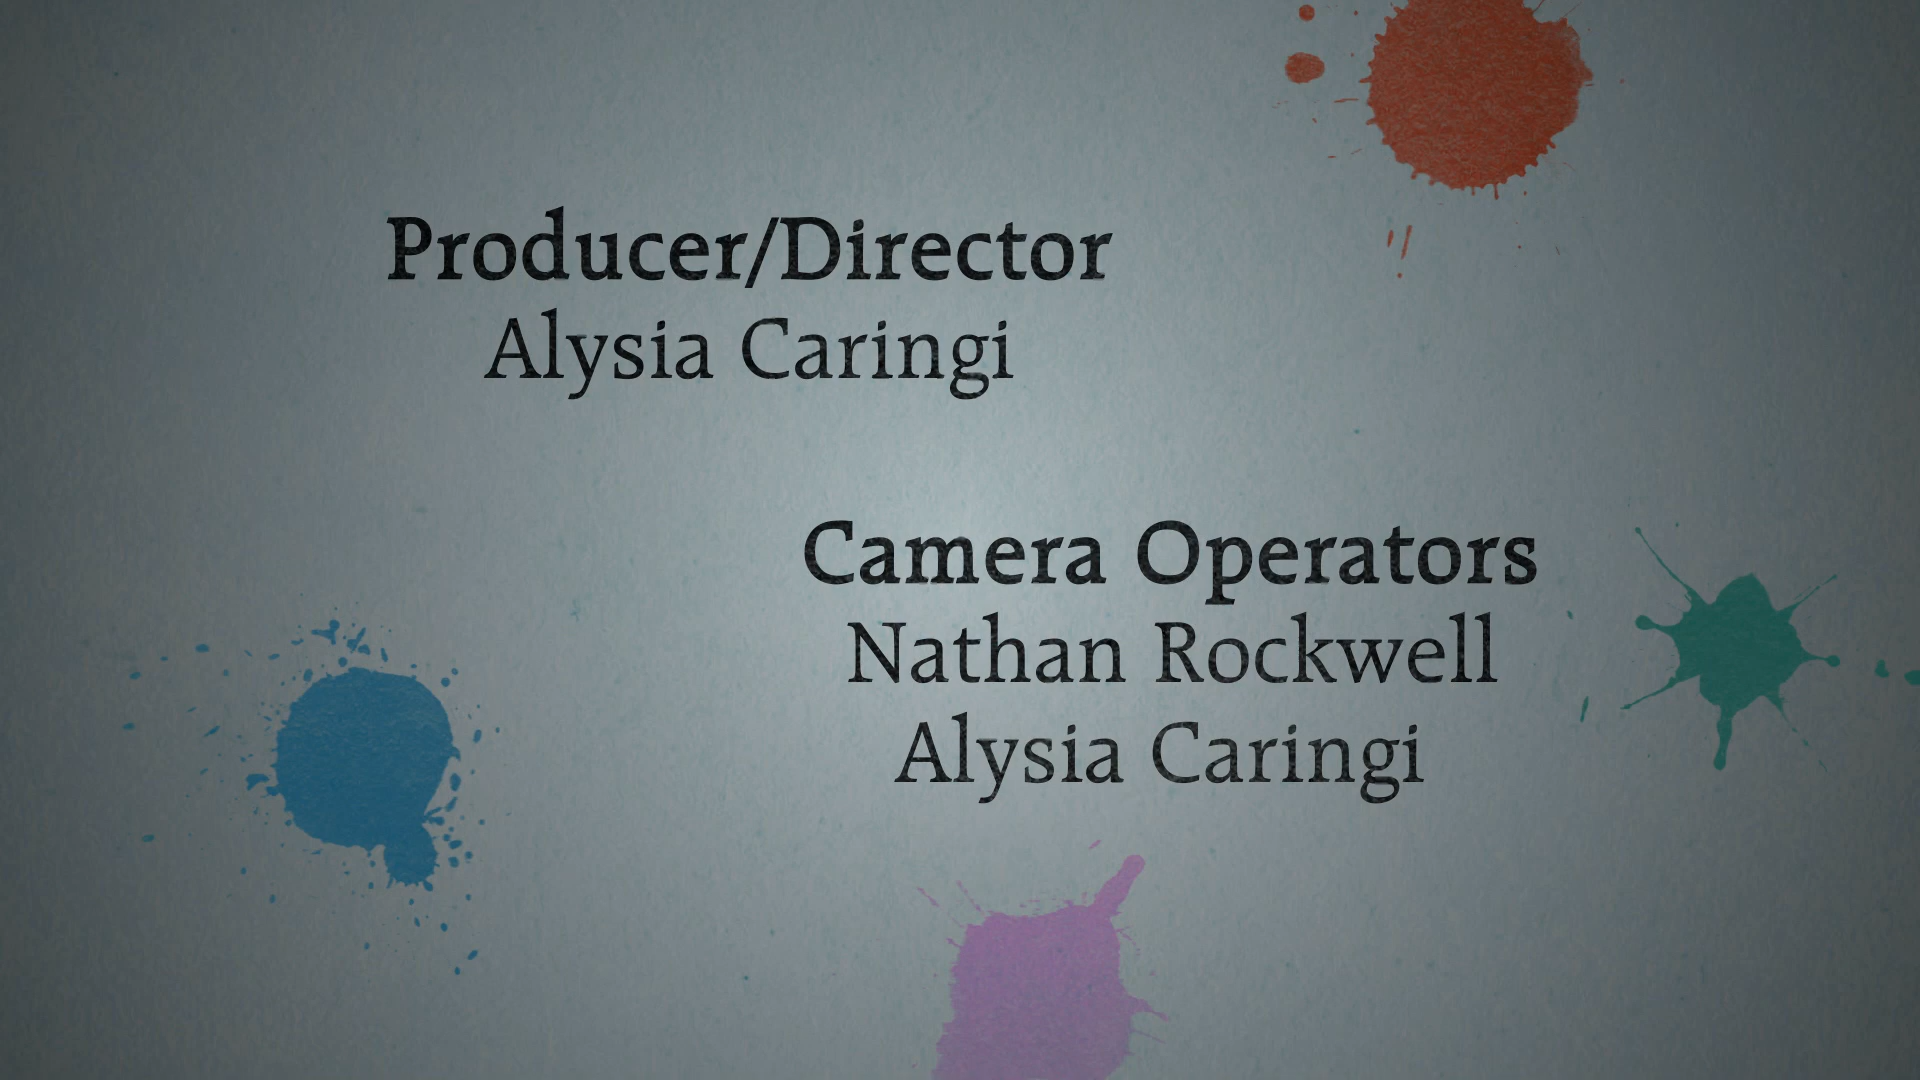 Producer/Director
Alysia Caringi
Camera Operators
Nathan Rockwell
Alysia Caringi